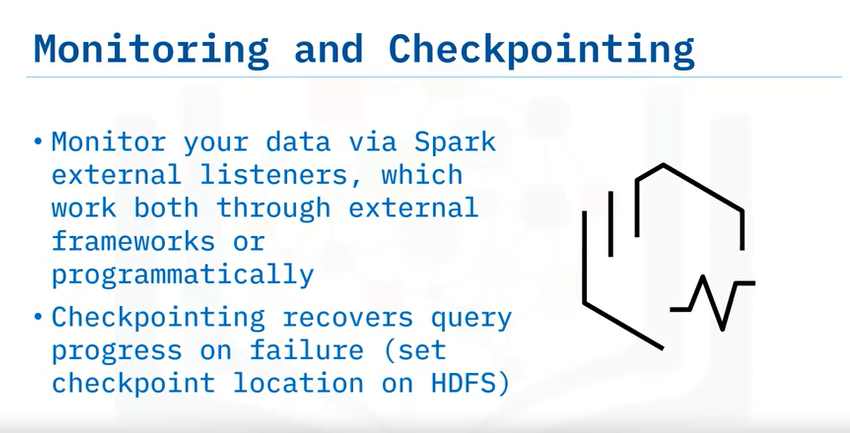 Monitoring and Checkpointing
• Monitor your data via Spark
external listeners, which
work both through external
frameworks or
programmatically
• Checkpointing recovers query
progress on failure (set
checkpoint location on HDFS)